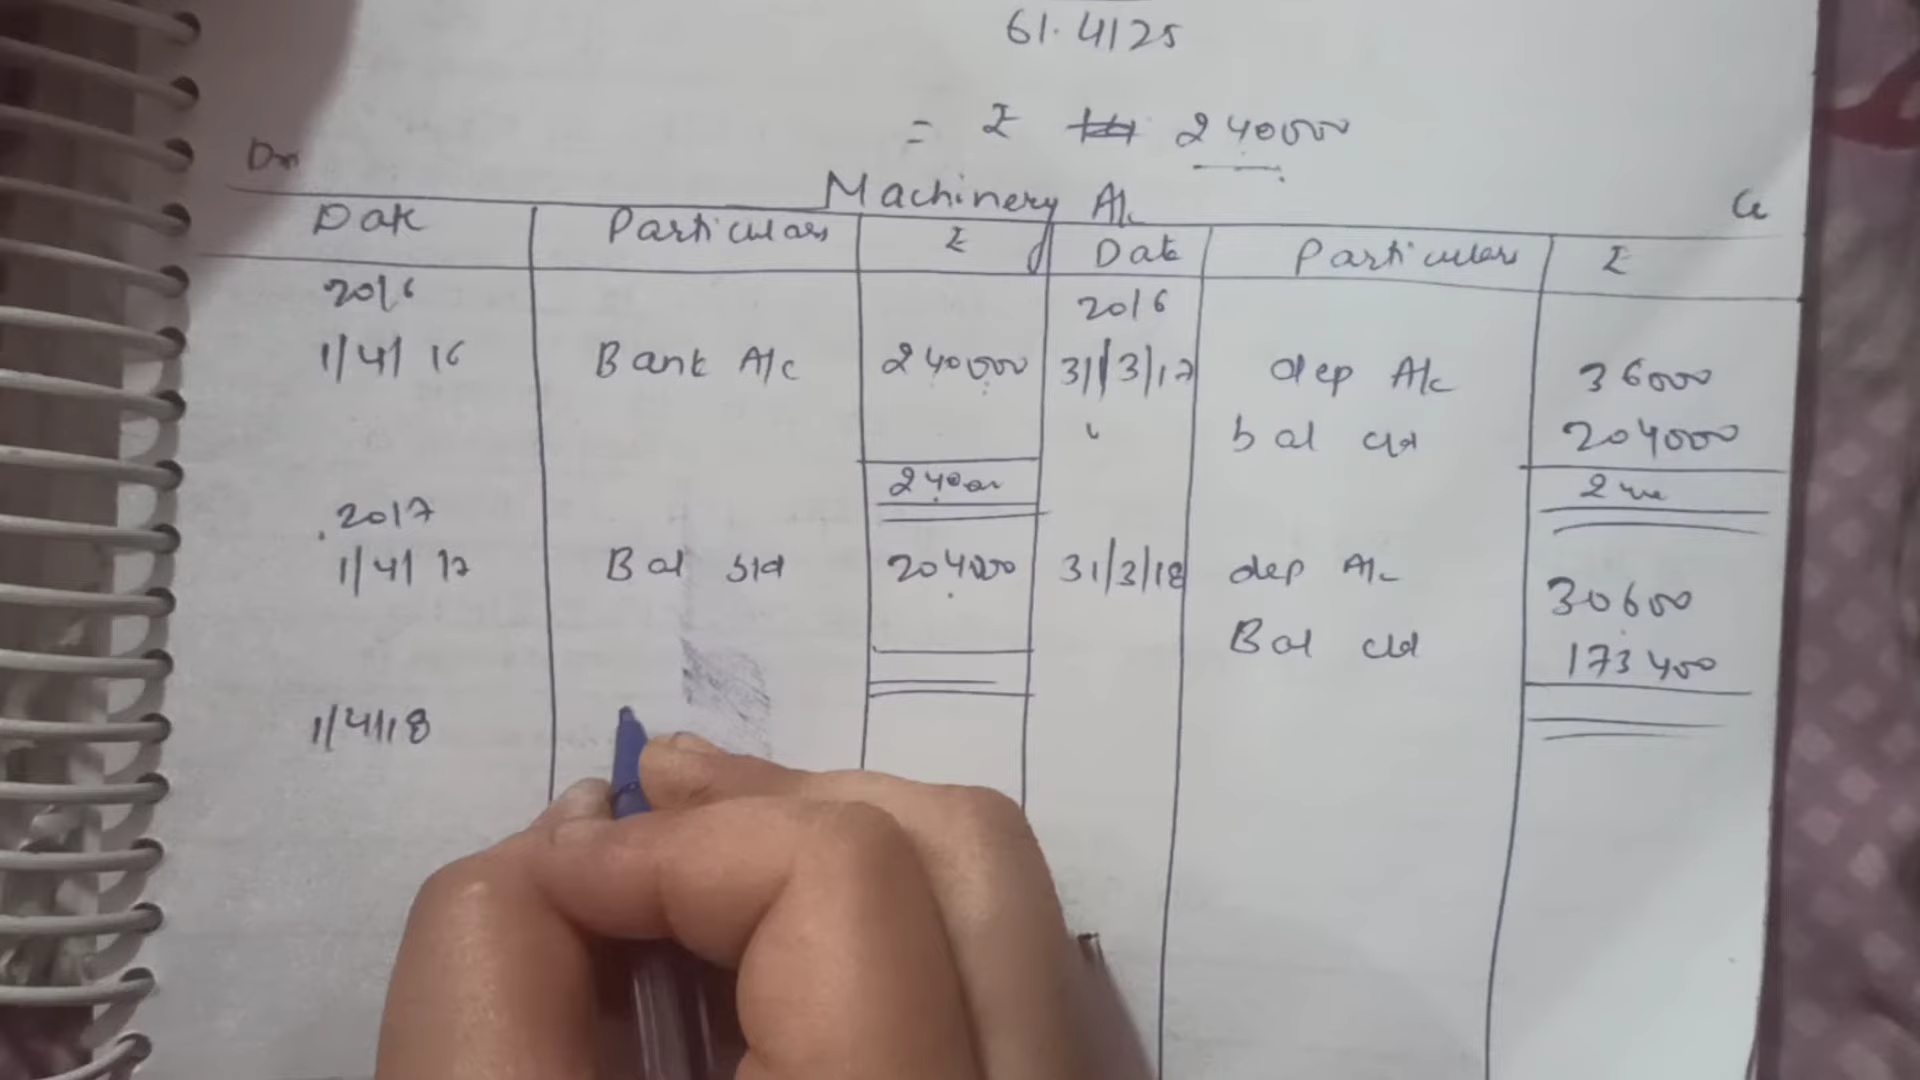 61.4125
= ₹ 240000
Dr Machinery A/c Cr
Date Particulars ₹ Date Particulars ₹
2016 2016
1/4/16 Bank A/c 240000 31/3/17 dep A/c 36000
bal c/d 204000
24000
2017
1/4/17 Bal b/d 204000 31/3/18 dep A/c 30600
Bal c/d 173400
1/4/18